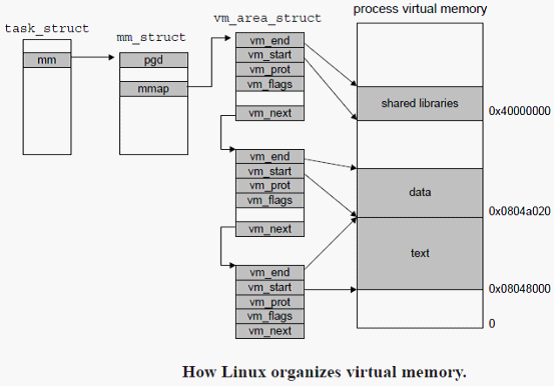 process virtual memory
vm_area_struct
task_struct
mm_struct
mm
pgd
mmap
vm_end
vm_start
vm_prot
vm_flags
vm_next
vm_end
vm_start
vm_prot
vm_flags
vm_next
vm_end
vm_start
vm_prot
vm_flags
vm_next
shared libraries
0x40000000
data
0x0804a020
text
0x08048000
0
How Linux organizes virtual memory.